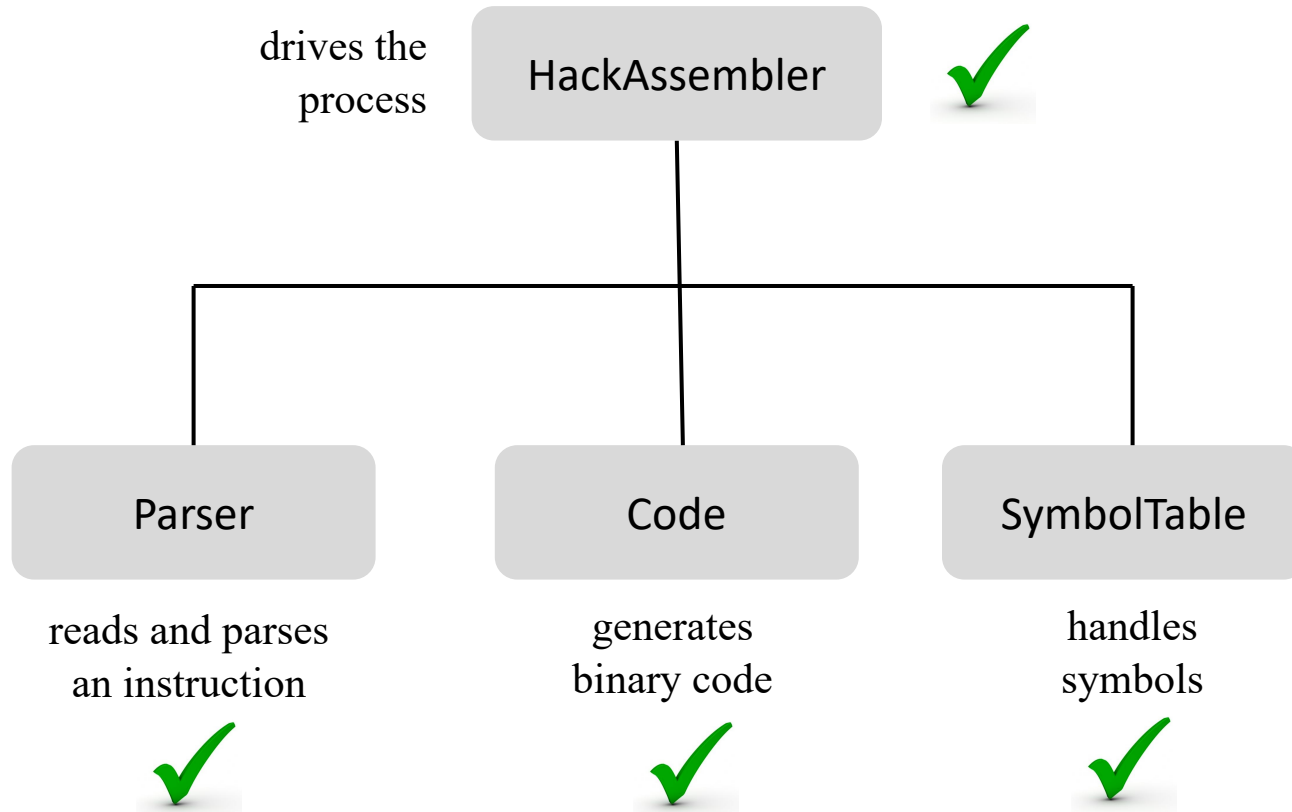 drives the
process
HackAssembler
Parser
Code
SymbolTable
reads and parses
an instruction
generates
binary code
handles
symbols